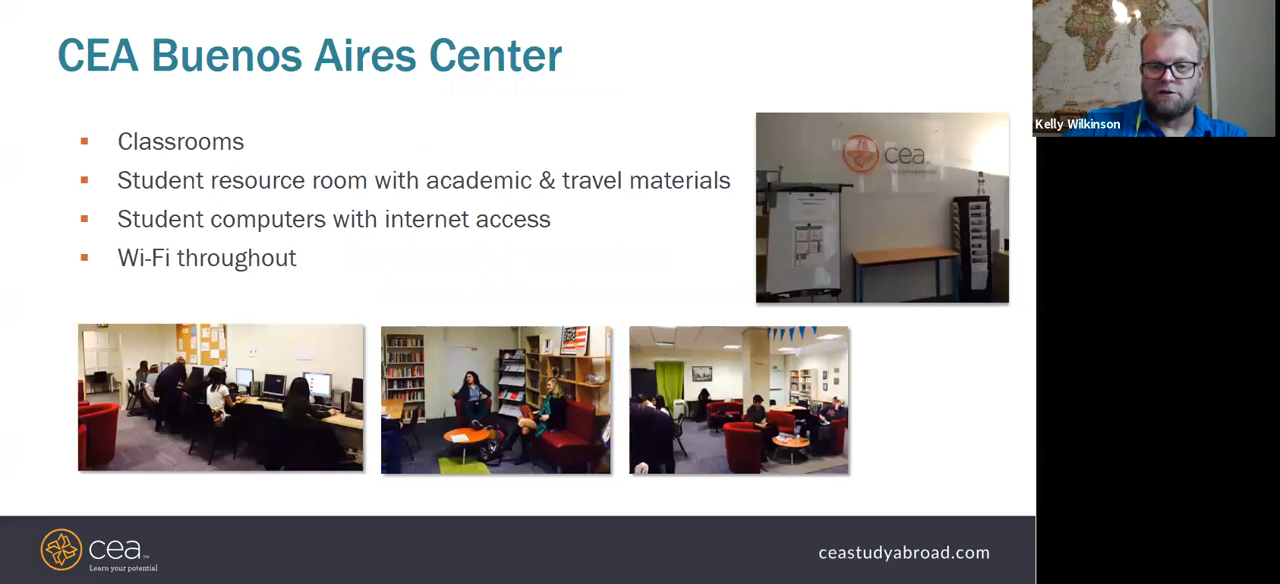 CEA Buenos Aires Center
Classrooms
Student resource room with academic & travel materials
Student computers with internet access
Wi-Fi throughout
Kelly Wilkinson
cea
cea™
Learn your potential
ceastudyabroad.com